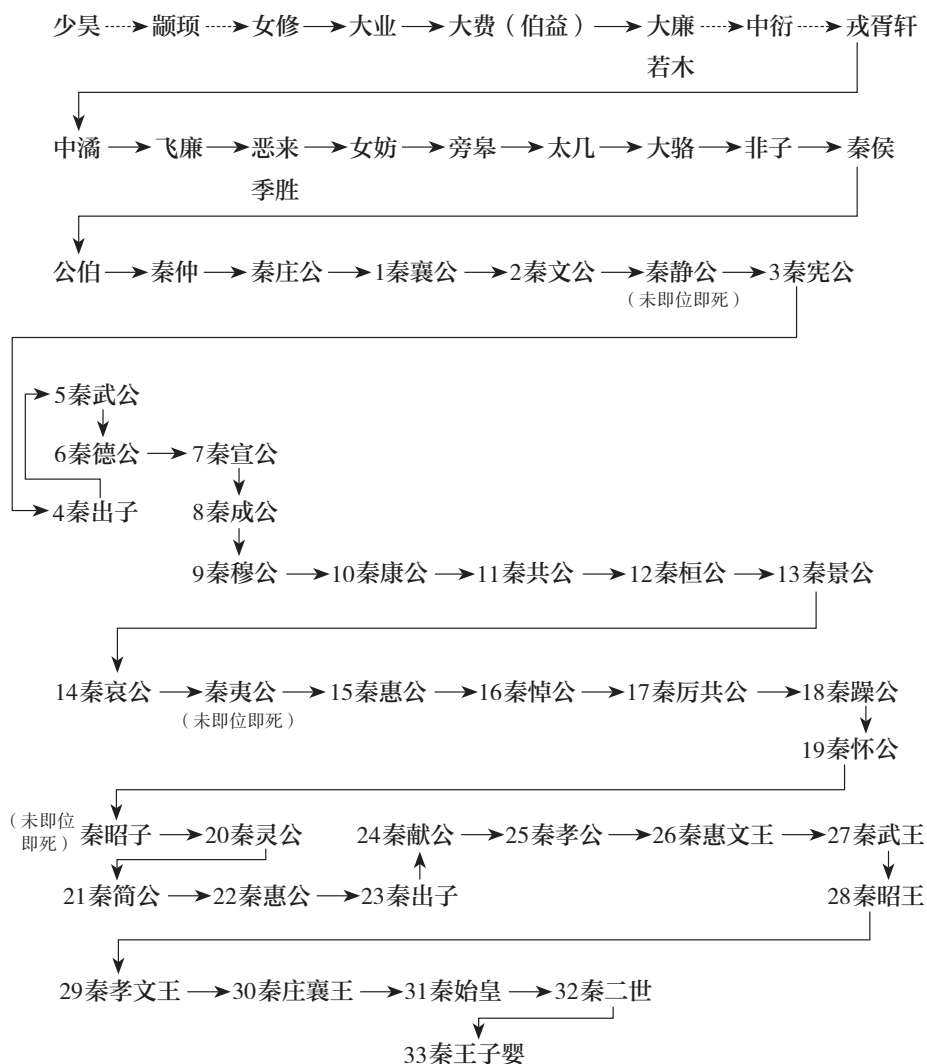 少昊 颛顼 女修 大业 大费（伯益） 大廉 中衍 戎胥轩
若木
中潏 飞廉 恶来 女妨 旁皋 太几 大骆 非子 秦侯
季胜
公伯 秦仲 秦庄公 1秦襄公 2秦文公 秦静公 3秦宪公
（未即位即死）
5秦武公
6秦德公 7秦宣公
4秦出子 8秦成公
9秦穆公 10秦康公 11秦共公 12秦桓公 13秦景公
14秦哀公 秦夷公 15秦惠公 16秦悼公 17秦厉共公 18秦躁公
（未即位即死）
19秦怀公
（未即位
即死）
秦昭子 20秦灵公 24秦献公 25秦孝公 26秦惠文王 27秦武王
21秦简公 22秦惠公 23秦出子 28秦昭王
29秦孝文王 30秦庄襄王 31秦始皇 32秦二世
33秦王子婴